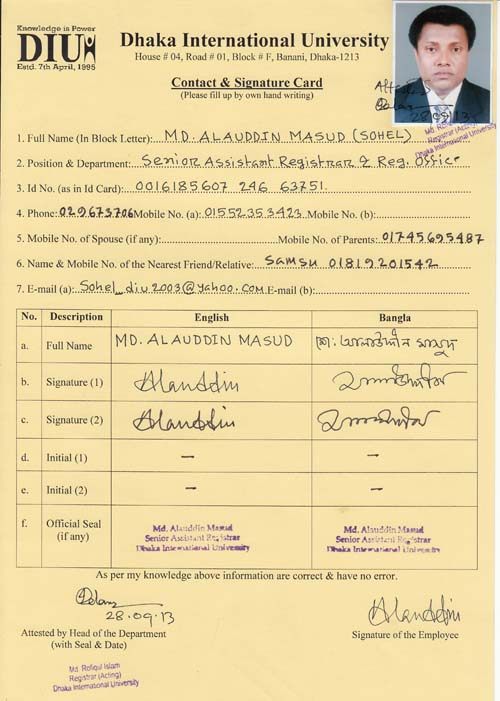 Knowledge is Power
DIU
Estd. 7th April, 1995
Dhaka International University
House # 04, Road # 01, Block # F, Banani, Dhaka-1213
Contact & Signature Card
(Please fill up by own hand writing)
Attested
28.09.13
Md. Rofiqul Islam
Registrar (Acting)
Dhaka International University
1. Full Name (In Block Letter): MD. ALAUDDIN MASUD (SOHEL)
2. Position & Department: Senior Assistant Registrar & Reg. Office
3. Id No. (as in Id Card): 0016185607 246 63751.
4. Phone: 029673706 Mobile No. (a): 01552353423 Mobile No. (b):
5. Mobile No. of Spouse (if any): Mobile No. of Parents: 01745695487
6. Name & Mobile No. of the Nearest Friend/Relative: Samsu 01819201542
7. E-mail (a): Sohel_diu2003@yahoo.com E-mail (b):
No. Description English Bangla
a. Full Name MD. ALAUDDIN MASUD মো: আলাউদ্দীন মাসুদ
b. Signature (1) Alauddin
c. Signature (2) Alauddin
d. Initial (1) — —
e. Initial (2) — —
f. Official Seal (if any)
Md. Alauddin Masud
Senior Assistant Registrar
Dhaka International University
Md. Alauddin Masud
Senior Assistant Registrar
Dhaka International University
As per my knowledge above information are correct & have no error.
28.09.13
Attested by Head of the Department
(with Seal & Date)
Alauddin
Signature of the Employee
Md. Rofiqul Islam
Registrar (Acting)
Dhaka International University